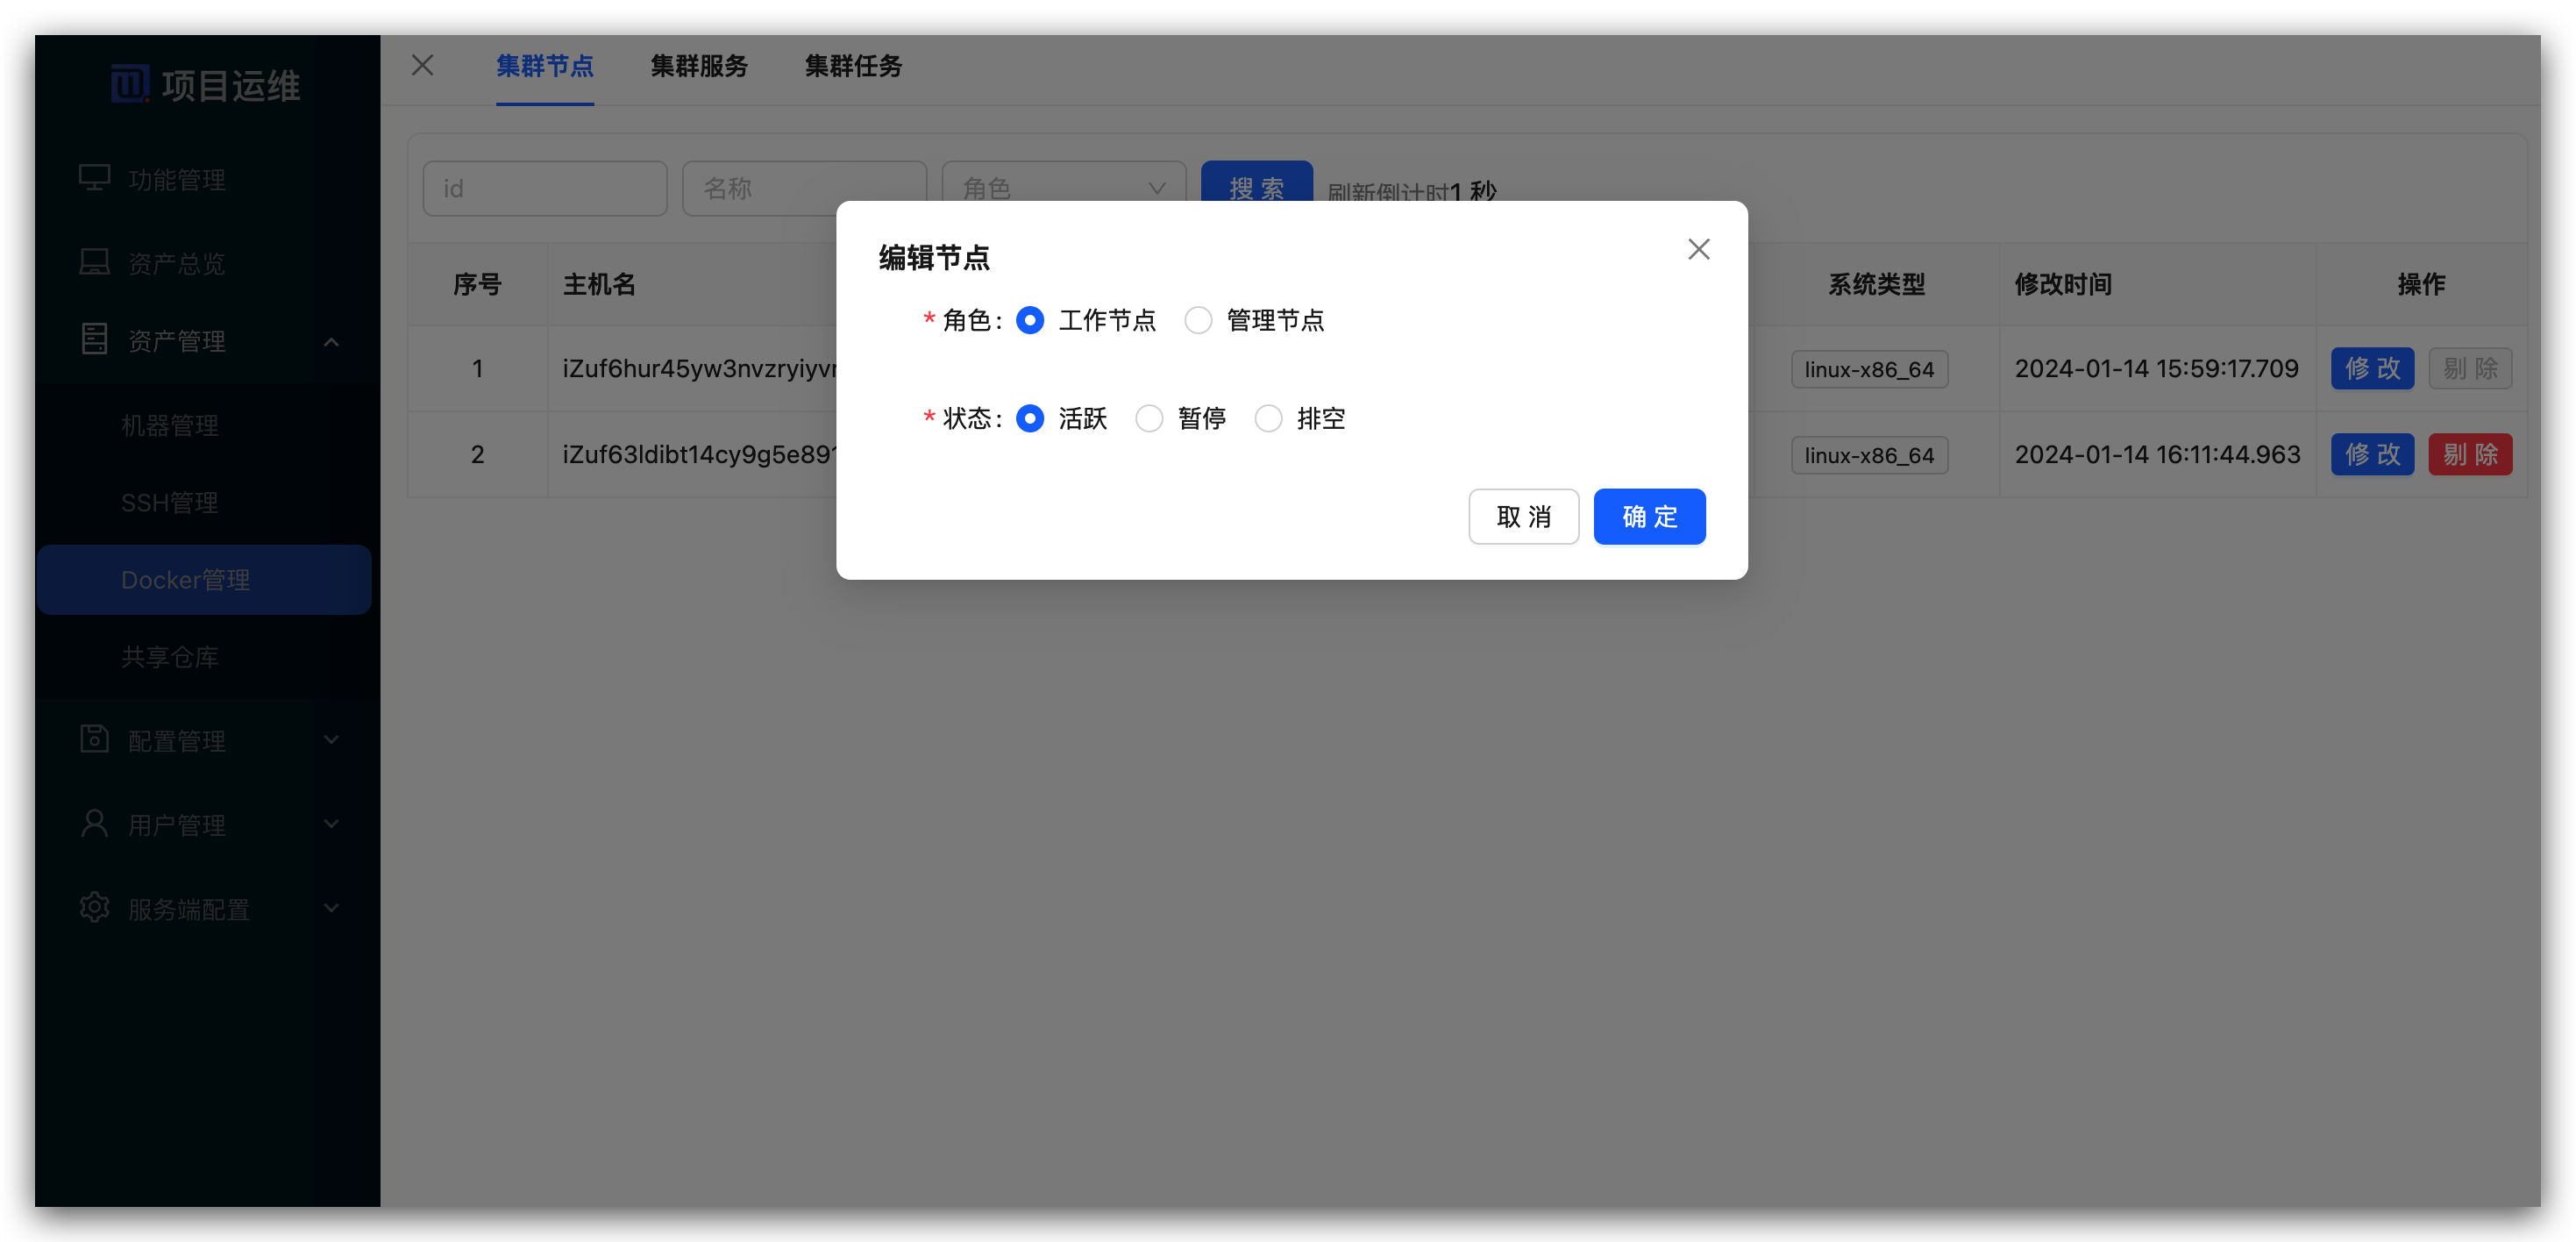 项目运维
功能管理
资产总览
资产管理
机器管理
SSH管理
Docker管理
共享仓库
配置管理
用户管理
服务端配置
集群节点 集群服务 集群任务
id 名称 角色 搜 索 刷新倒计时1 秒
序号 主机名 系统类型 修改时间 操作
1 linux-x86_64 2024-01-14 15:59:17.709 修 改 剔 除
2 linux-x86_64 2024-01-14 16:11:44.963 修 改 剔 除
编辑节点
* 角色: 工作节点 管理节点
* 状态: 活跃 暂停 排空
取 消 确 定